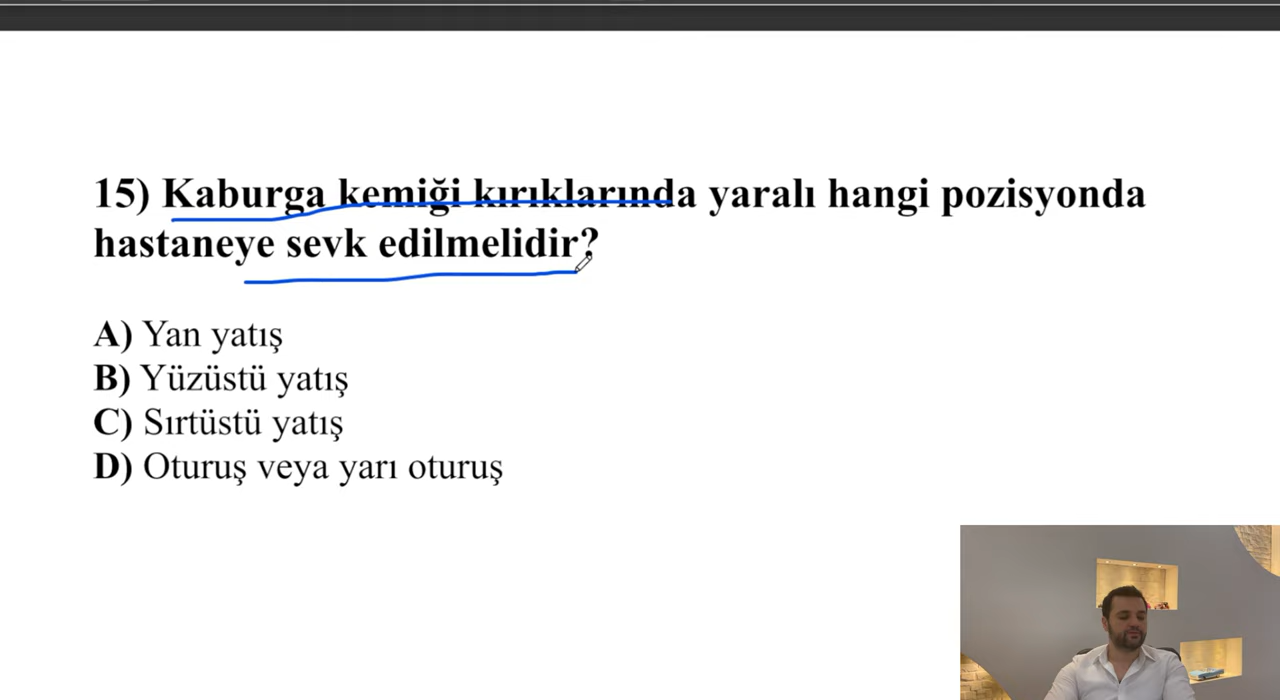 15) Kaburga kemiği kırıklarında yaralı hangi pozisyonda
hastaneye sevk edilmelidir?
A) Yan yatış
B) Yüzüstü yatış
C) Sırtüstü yatış
D) Oturuş veya yarı oturuş